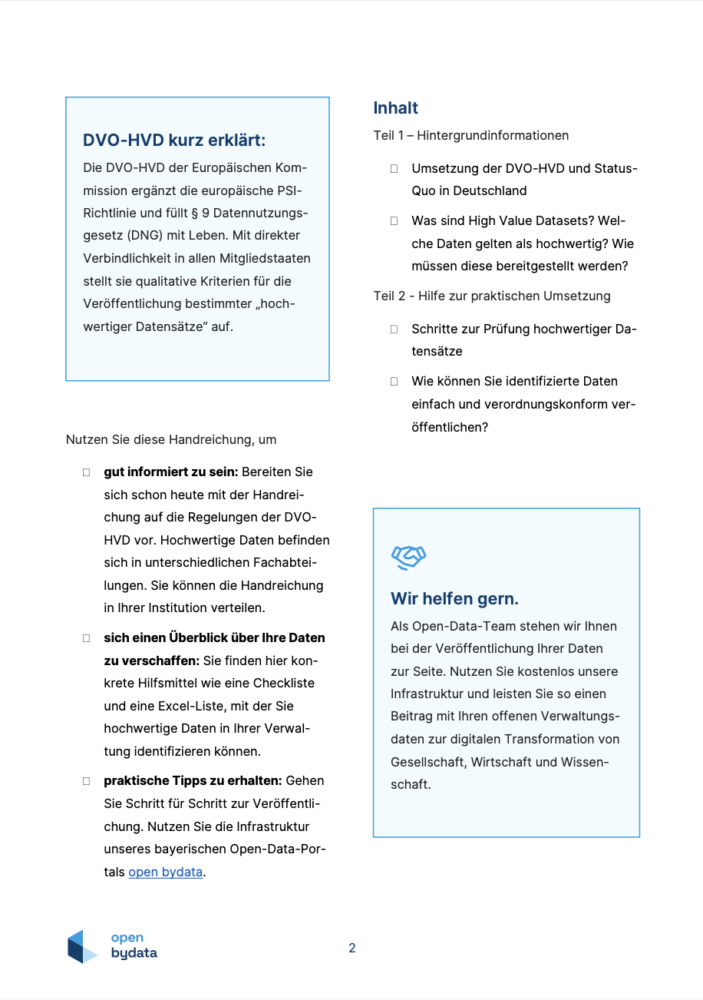 DVO-HVD kurz erklärt:
Die DVO-HVD der Europäischen Kom-
mission ergänzt die europäische PSI-
Richtlinie und füllt § 9 Datennutzungs-
gesetz (DNG) mit Leben. Mit direkter
Verbindlichkeit in allen Mitgliedstaaten
stellt sie qualitative Kriterien für die
Veröffentlichung bestimmter „hoch-
wertiger Datensätze“ auf.
Nutzen Sie diese Handreichung, um
□ gut informiert zu sein: Bereiten Sie
sich schon heute mit der Handrei-
chung auf die Regelungen der DVO-
HVD vor. Hochwertige Daten befinden
sich in unterschiedlichen Fachabtei-
lungen. Sie können die Handreichung
in Ihrer Institution verteilen.
□ sich einen Überblick über Ihre Daten
zu verschaffen: Sie finden hier kon-
krete Hilfsmittel wie eine Checkliste
und eine Excel-Liste, mit der Sie
hochwertige Daten in Ihrer Verwal-
tung identifizieren können.
□ praktische Tipps zu erhalten: Gehen
Sie Schritt für Schritt zur Veröffentli-
chung. Nutzen Sie die Infrastruktur
unseres bayerischen Open-Data-Por-
tals open bydata.
Inhalt
Teil 1 – Hintergrundinformationen
□ Umsetzung der DVO-HVD und Status-
Quo in Deutschland
□ Was sind High Value Datasets? Wel-
che Daten gelten als hochwertig? Wie
müssen diese bereitgestellt werden?
Teil 2 - Hilfe zur praktischen Umsetzung
□ Schritte zur Prüfung hochwertiger Da-
tensätze
□ Wie können Sie identifizierte Daten
einfach und verordnungskonform ver-
öffentlichen?
Wir helfen gern.
Als Open-Data-Team stehen wir Ihnen
bei der Veröffentlichung Ihrer Daten
zur Seite. Nutzen Sie kostenlos unsere
Infrastruktur und leisten Sie so einen
Beitrag mit Ihren offenen Verwaltungs-
daten zur digitalen Transformation von
Gesellschaft, Wirtschaft und Wissen-
schaft.
open
bydata
2